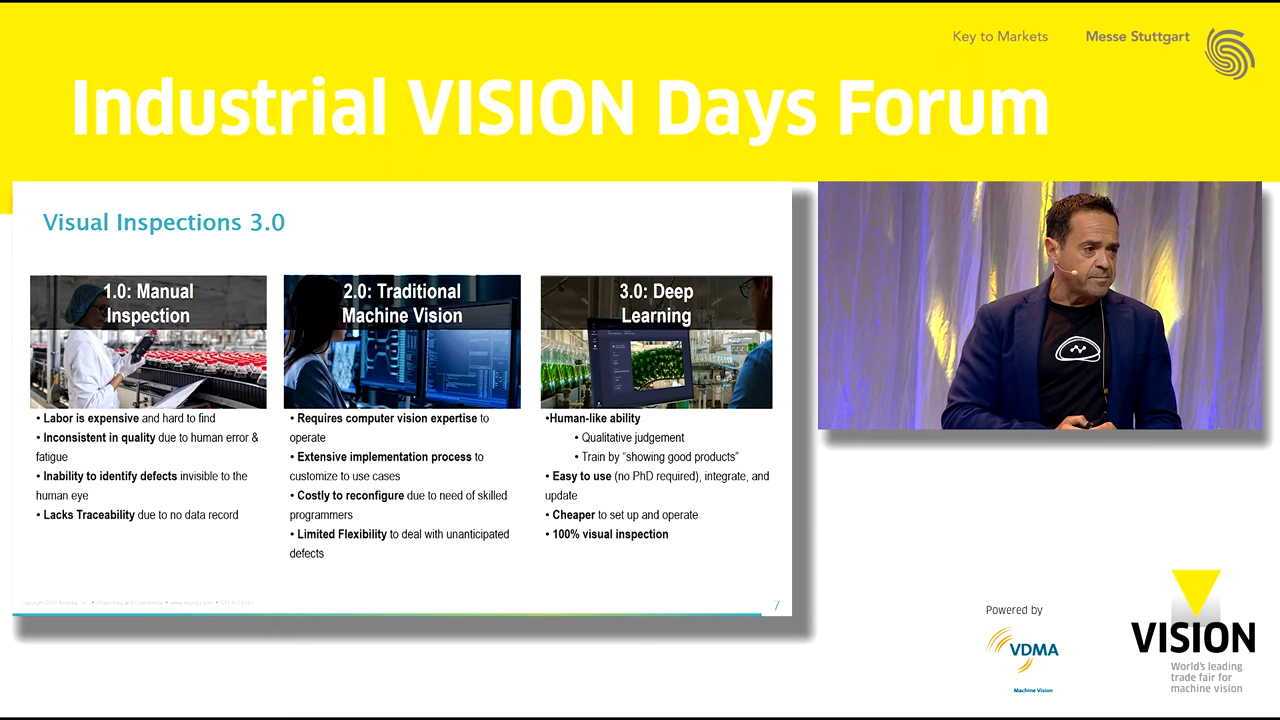 Key to Markets
Messe Stuttgart
Industrial VISION Days Forum
Visual Inspections 3.0
1.0: Manual
Inspection
• Labor is expensive and hard to find
• Inconsistent in quality due to human error &
fatigue
• Inability to identify defects invisible to the
human eye
• Lacks Traceability due to no data record
2.0: Traditional
Machine Vision
• Requires computer vision expertise to
operate
• Extensive implementation process to
customize to use cases
• Costly to reconfigure due to need of skilled
programmers
• Limited Flexibility to deal with unanticipated
defects
3.0: Deep
Learning
•Human-like ability
• Qualitative judgement
• Train by “showing good products”
• Easy to use (no PhD required), integrate, and
update
• Cheaper to set up and operate
• 100% visual inspection
7
Powered by
VDMA
Machine Vision
VISION
World's leading
trade fair for
machine vision